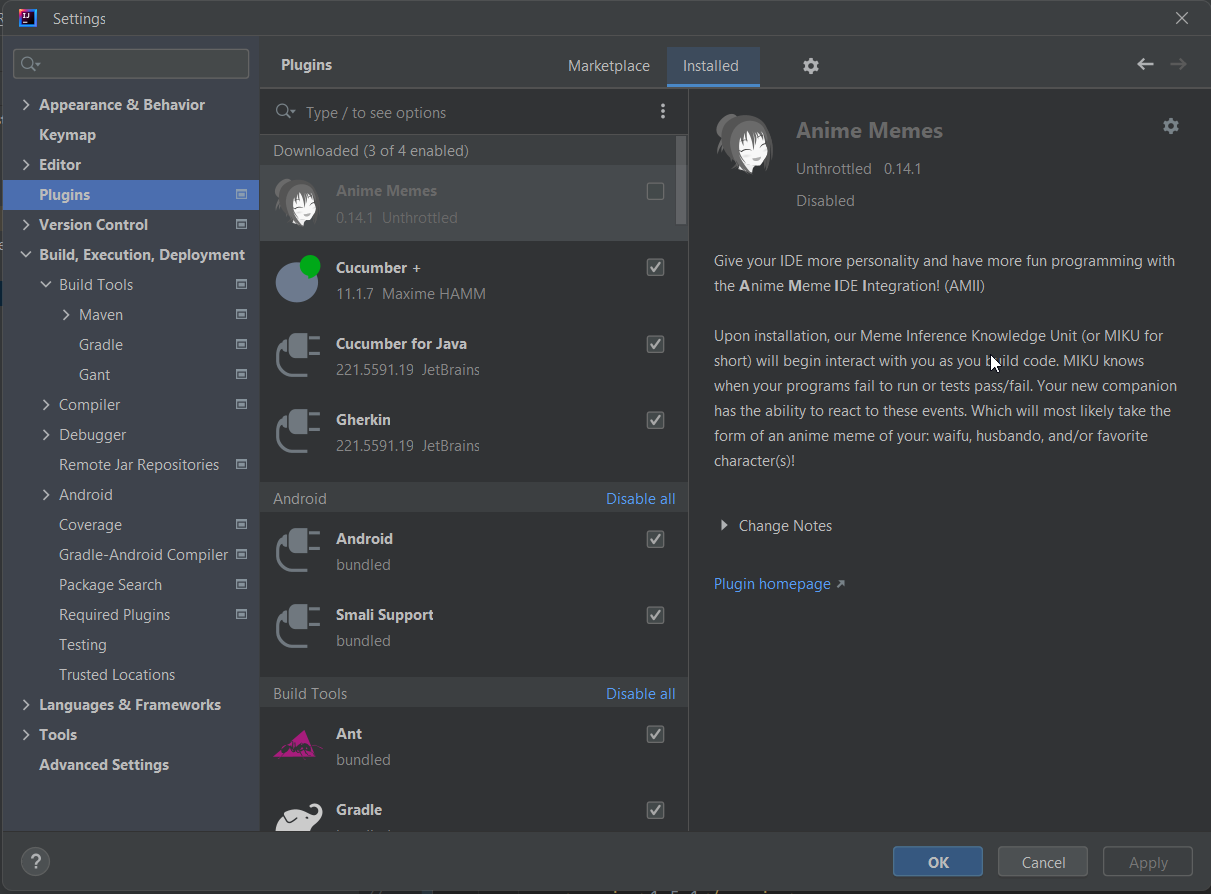 Settings
Plugins
Marketplace
Installed
Appearance & Behavior
Keymap
Editor
Plugins
Version Control
Build, Execution, Deployment
Build Tools
Maven
Gradle
Gant
Compiler
Debugger
Remote Jar Repositories
Android
Coverage
Gradle-Android Compiler
Package Search
Required Plugins
Testing
Trusted Locations
Languages & Frameworks
Tools
Advanced Settings
Type / to see options
Downloaded (3 of 4 enabled)
Anime Memes
0.14.1 Unthrottled
Cucumber +
11.1.7 Maxime HAMM
Cucumber for Java
221.5591.19 JetBrains
Gherkin
221.5591.19 JetBrains
Android Disable all
Android
bundled
Smali Support
bundled
Build Tools Disable all
Ant
bundled
Gradle
Anime Memes
Unthrottled 0.14.1
Disabled
Give your IDE more personality and have more fun programming with
the Anime Meme IDE Integration! (AMII)
Upon installation, our Meme Inference Knowledge Unit (or MIKU for
short) will begin interact with you as you build code. MIKU knows
when your programs fail to run or tests pass/fail. Your new companion
has the ability to react to these events. Which will most likely take the
form of an anime meme of your: waifu, husbando, and/or favorite
character(s)!
Change Notes
Plugin homepage
?
OK
Cancel
Apply